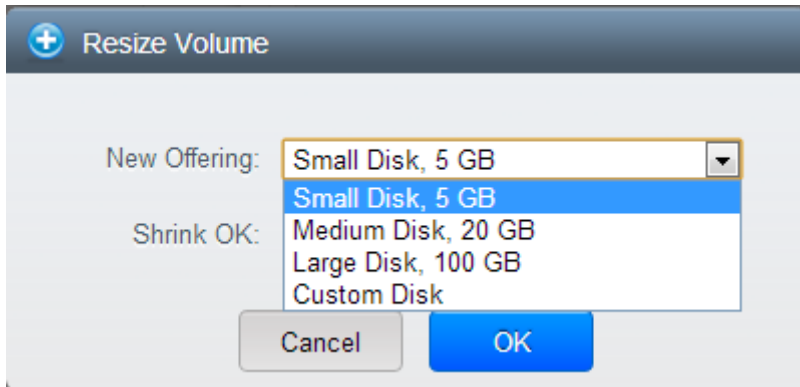 Resize Volume
New Offering: Small Disk, 5 GB
Small Disk, 5 GB
Shrink OK: Medium Disk, 20 GB
Large Disk, 100 GB
Custom Disk
Cancel OK